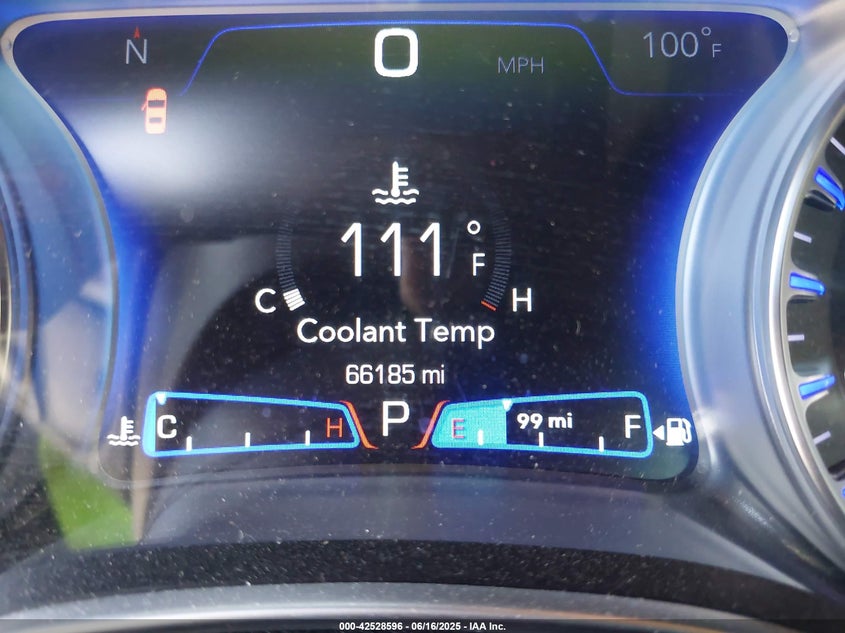 N 0 MPH 100°F
111°F
C H
Coolant Temp
66185 mi
C H P E 99 mi F
000-42528596 - 06/16/2025 - IAA Inc.